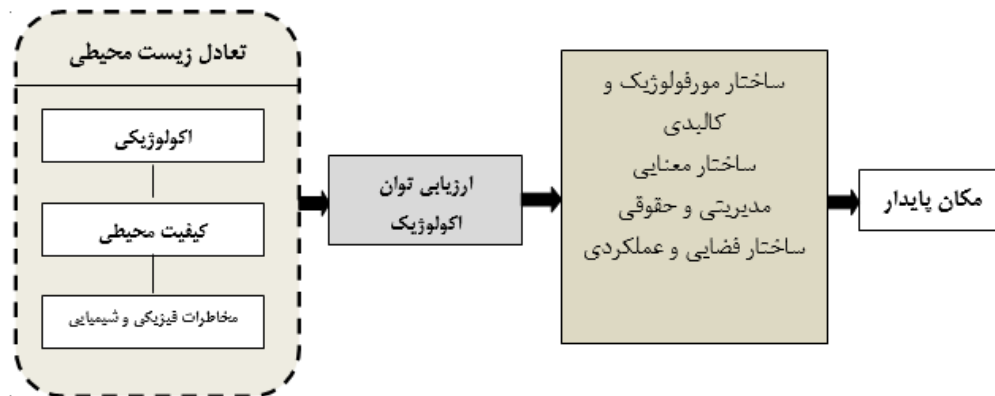 تعادل زیست محیطی
اکولوژیکی
کیفیت محیطی
مخاطرات فیزیکی و شیمیایی
ارزیابی توان
اکولوژیک
ساختار مورفولوژیک و
کالبدی
ساختار معنایی
مدیریتی و حقوقی
ساختار فضایی و عملکردی
مکان پایدار